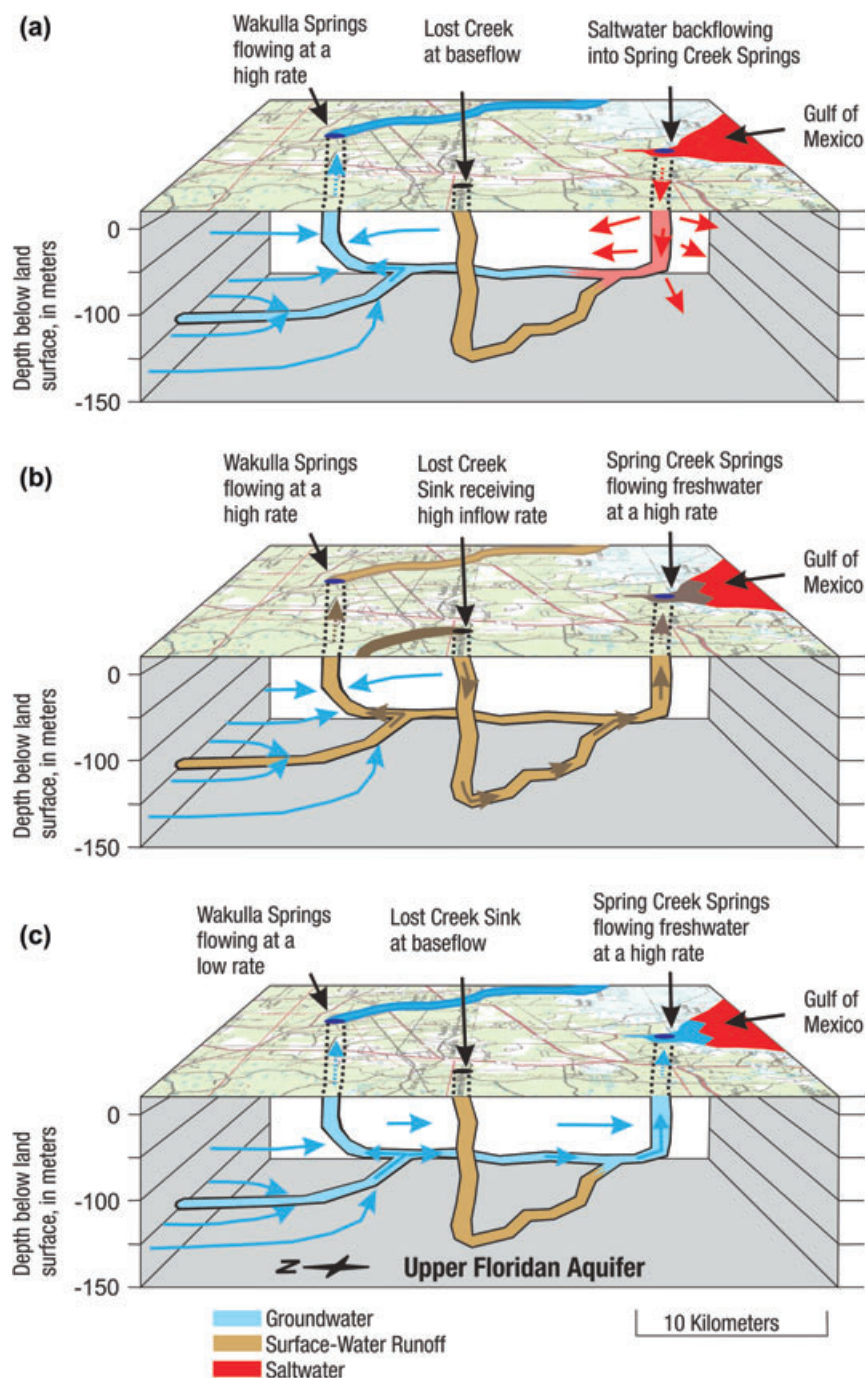 (a)
Wakulla Springs
flowing at a
high rate
Lost Creek
at baseflow
Saltwater backflowing
into Spring Creek Springs
Gulf of
Mexico
Depth below land
surface, in meters
0
-100
-150
(b)
Wakulla Springs
flowing at a
high rate
Lost Creek
Sink receiving
high inflow rate
Spring Creek Springs
flowing freshwater
at a high rate
Gulf of
Mexico
Depth below land
surface, in meters
0
-100
-150
(c)
Wakulla Springs
flowing at a
low rate
Lost Creek Sink
at baseflow
Spring Creek Springs
flowing freshwater
at a high rate
Gulf of
Mexico
Depth below land
surface, in meters
0
-100
-150
N
Upper Floridan Aquifer
Groundwater
Surface-Water Runoff
Saltwater
10 Kilometers